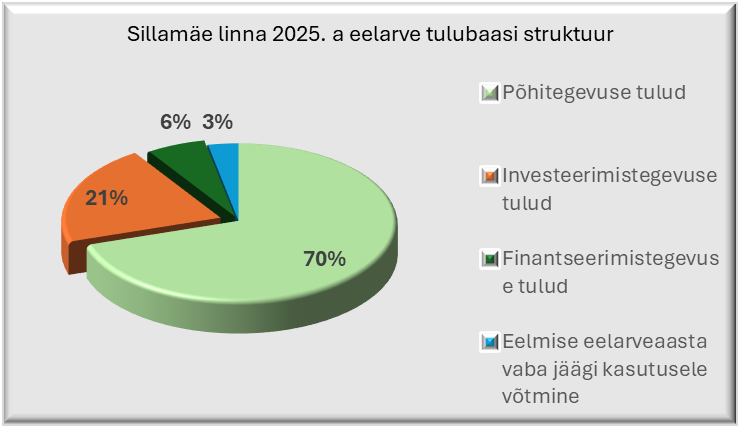 Sillamäe linna 2025. a eelarve tulubaasi struktuur
6% 3%
21%
70%
Põhitegevuse tulud
Investeerimistegevuse
tulud
Finantseerimistegevus
e tulud
Eelmise eelarveaasta
vaba jäägi kasutusele
võtmine